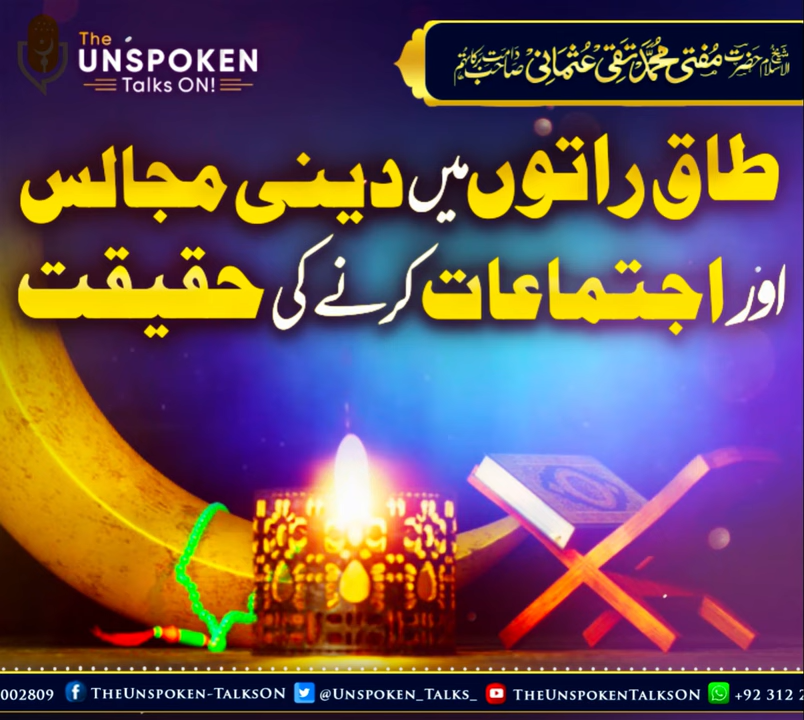 The
UNSPOKEN
Talks ON!
شیخ الاسلام حضرت مفتی محمد تقی عثمانی صاحب دامت برکاتہم
طاق راتوں میں دینی مجالس
اور اجتماعات کرنے کی حقیقت
002809 THEUNSPOKEN-TALKSON @UNSPOKEN_TALKS_ THEUNSPOKENTALKSON +92 312 2